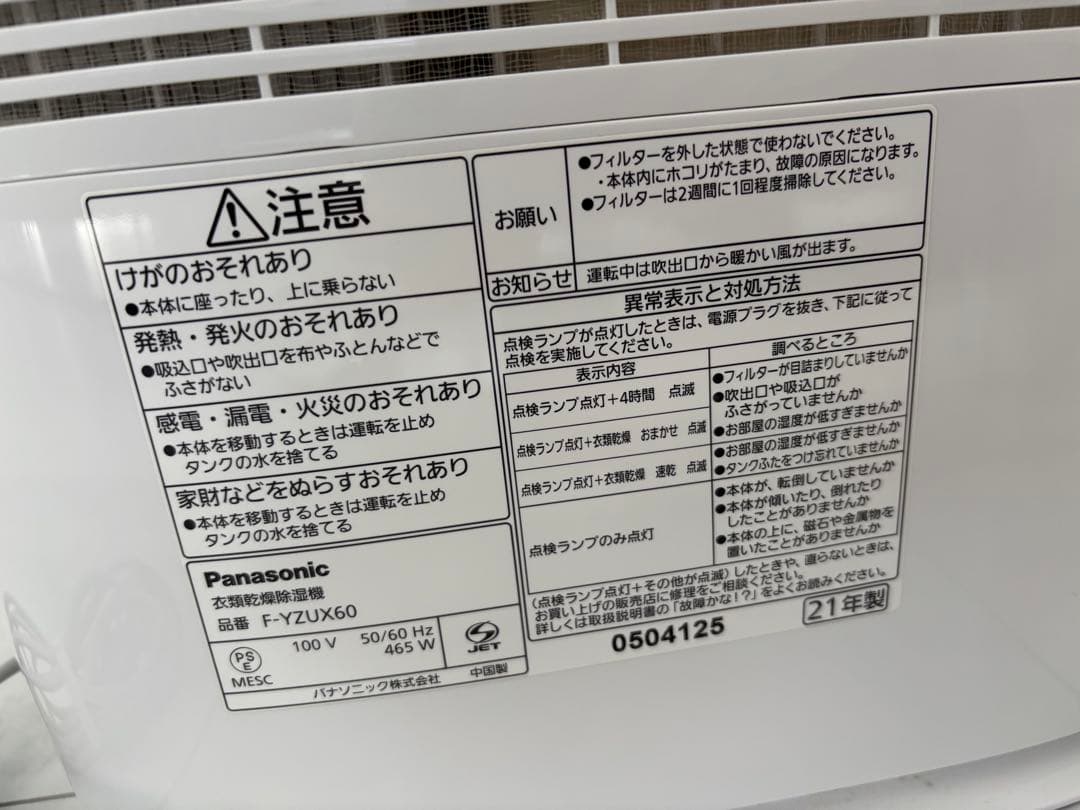 注意
けがのおそれあり
●本体に座ったり、上に乗らない
発熱・発火のおそれあり
●吸込口や吹出口を布やふとんなどで
ふさがない
感電・漏電・火災のおそれあり
●本体を移動するときは運転を止め
タンクの水を捨てる
家財などをぬらすおそれあり
●本体を移動するときは運転を止め
タンクの水を捨てる
Panasonic
衣類乾燥除湿機
品番 F-YZUX60
100 V 50/60 Hz
465 W
PS
E
MESC
JET
パナソニック株式会社 中国製
お願い
●フィルターを外した状態で使わないでください。
・本体内にホコリがたまり、故障の原因になります。
●フィルターは2週間に1回程度掃除してください。
お知らせ 運転中は吹出口から暖かい風が出ます。
異常表示と対処方法
点検ランプが点灯したときは、電源プラグを抜き、下記に従って
点検を実施してください。
表示内容 調べるところ
点検ランプ点灯+4時間 点滅
●フィルターが目詰まりしていませんか
●吹出口や吸込口が
ふさがっていませんか
●お部屋の湿度が低すぎませんか
点検ランプ点灯+衣類乾燥 おまかせ 点滅
●お部屋の湿度が低すぎませんか
点検ランプ点灯+衣類乾燥 速乾 点滅
●タンクふたをつけ忘れていませんか
点検ランプのみ点灯
●本体が、転倒していませんか
●本体が傾いたり、倒れたり
したことがありませんか
●本体の上に、磁石や金属物を
置いたことがありませんか
(点検ランプ点灯+その他が点滅)したときや、直らないときは、
お買い上げの販売店に修理をご相談ください。
詳しくは取扱説明書の「故障かな!?」をよくお読みください。
0504125
21年製